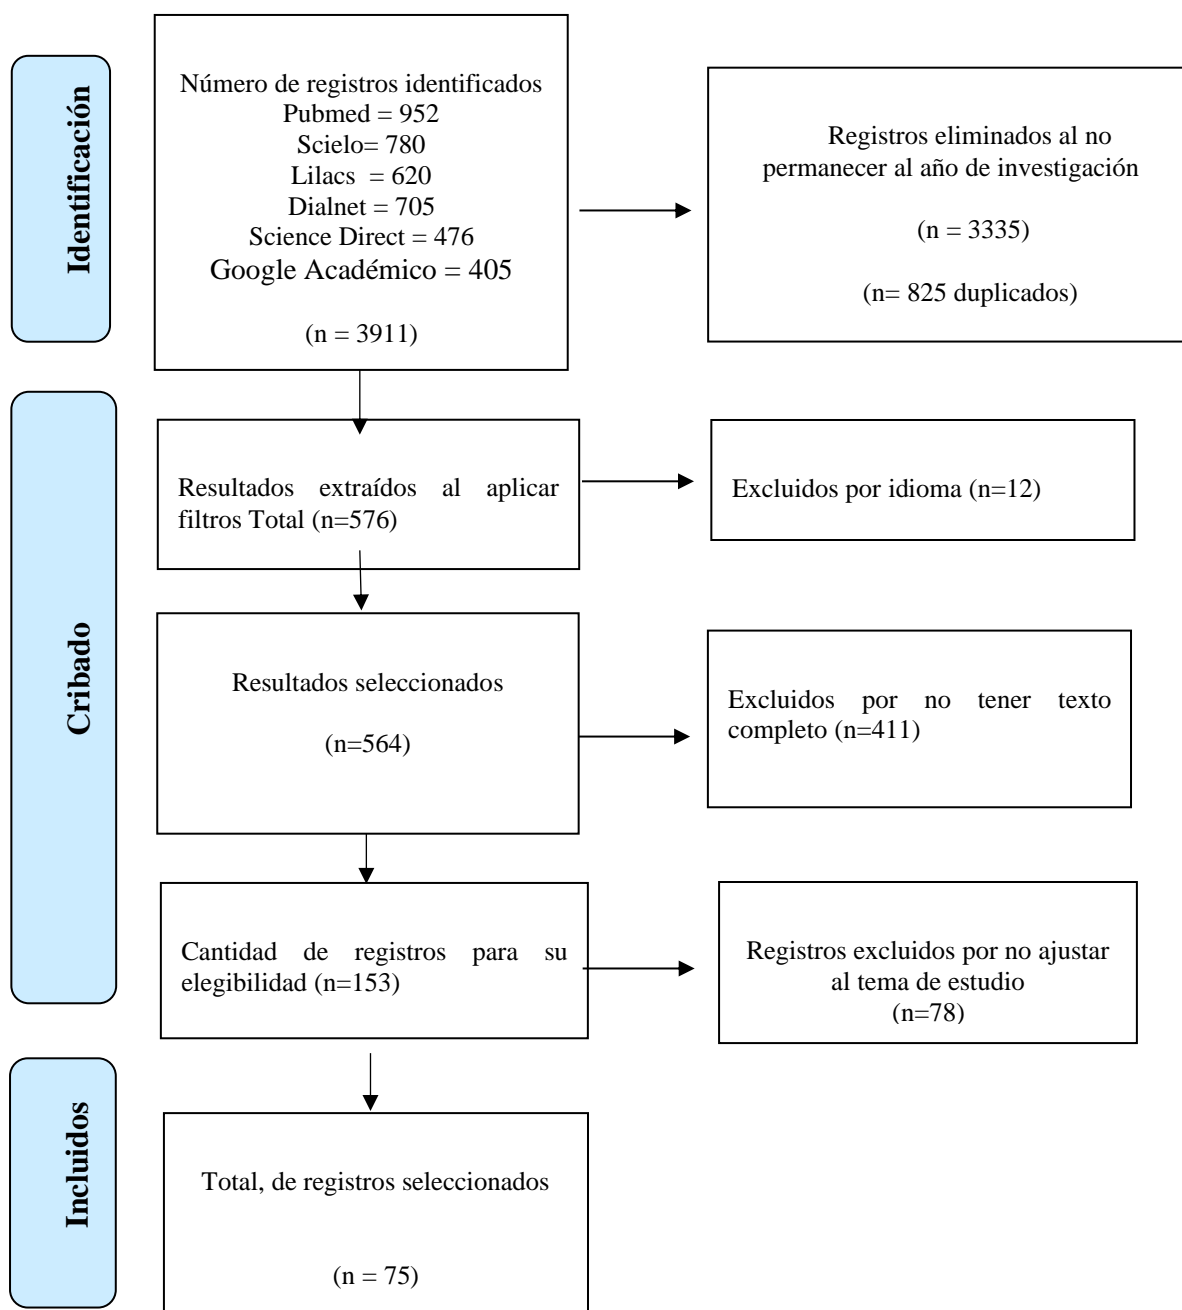 Identificación
Número de registros identificados
Pubmed = 952
Scielo= 780
Lilacs = 620
Dialnet = 705
Science Direct = 476
Google Académico = 405
(n = 3911)
Registros eliminados al no
permanecer al año de investigación
(n = 3335)
(n= 825 duplicados)
Cribado
Resultados extraídos al aplicar
filtros Total (n=576)
Excluidos por idioma (n=12)
Resultados seleccionados
(n=564)
Excluidos por no tener texto
completo (n=411)
Cantidad de registros para su
elegibilidad (n=153)
Registros excluidos por no ajustar
al tema de estudio
(n=78)
Incluidos
Total, de registros seleccionados
(n = 75)